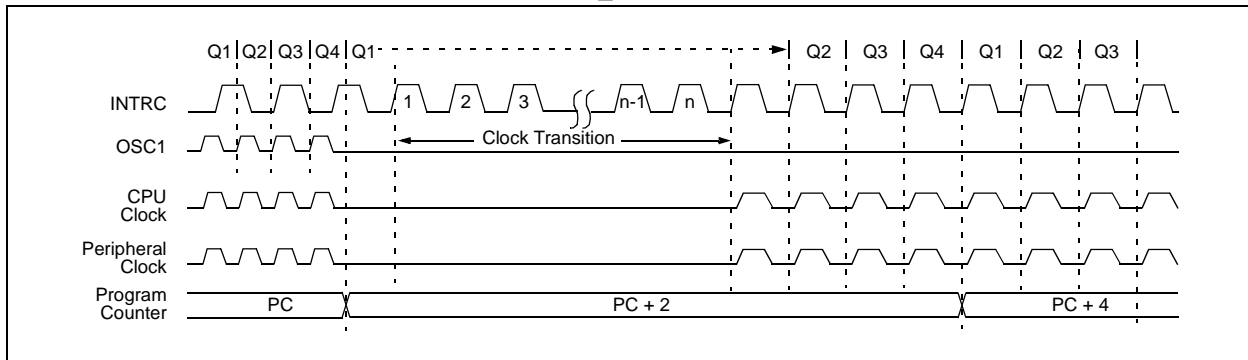 Q1 Q2 Q3 Q4 Q1 Q2 Q3 Q4 Q1 Q2 Q3
INTRC 1 2 3 n-1 n
OSC1 Clock Transition
CPU
Clock
Peripheral
Clock
Program
Counter
PC PC + 2 PC + 4